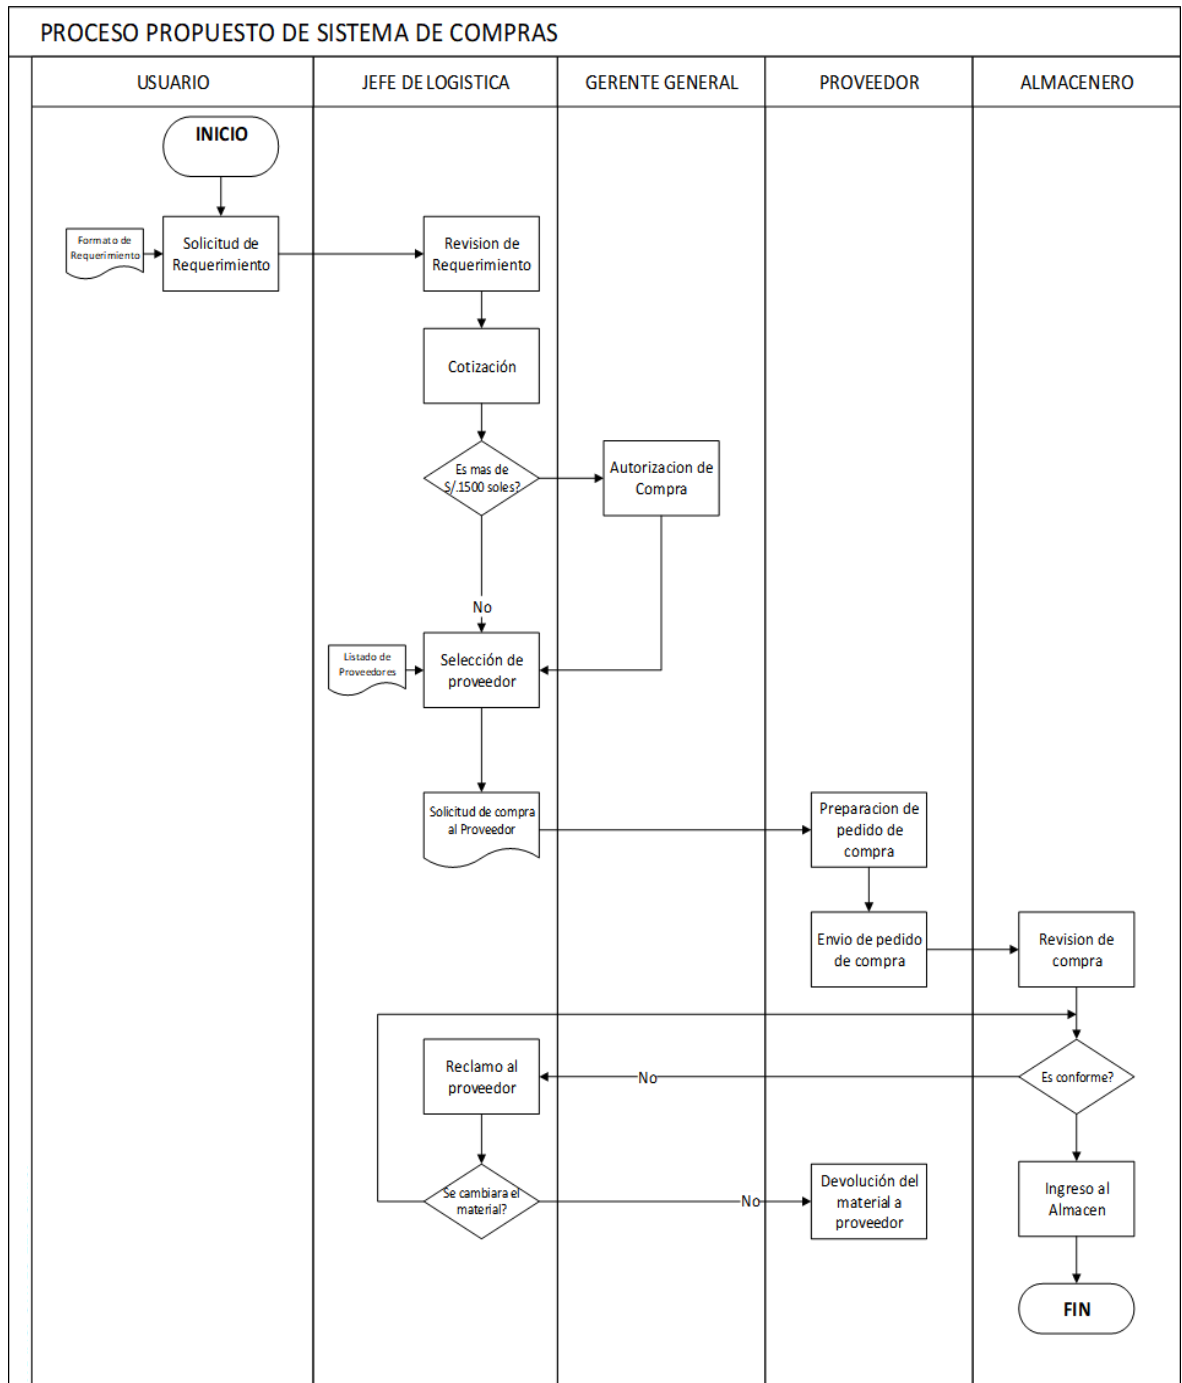 PROCESO PROPUESTO DE SISTEMA DE COMPRAS
USUARIO
JEFE DE LOGISTICA
GERENTE GENERAL
PROVEEDOR
ALMACENERO
INICIO
Formato de
Requerimiento
Solicitud de
Requerimiento
Revision de
Requerimiento
Cotización
Es mas de
S/.1500 soles?
Autorizacion de
Compra
No
Listado de
Proveedores
Selección de
proveedor
Solicitud de compra
al Proveedor
Preparacion de
pedido de
compra
Envio de pedido
de compra
Revision de
compra
Es conforme?
No
Reclamo al
proveedor
Se cambiara el
material?
No
Devolución del
material a
proveedor
Ingreso al
Almacen
FIN